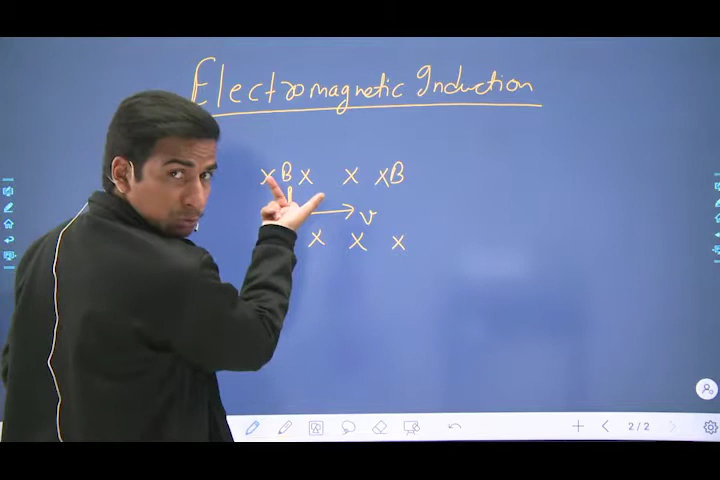 Electromagnetic Induction
X B X X X B
v
X X X
2/2